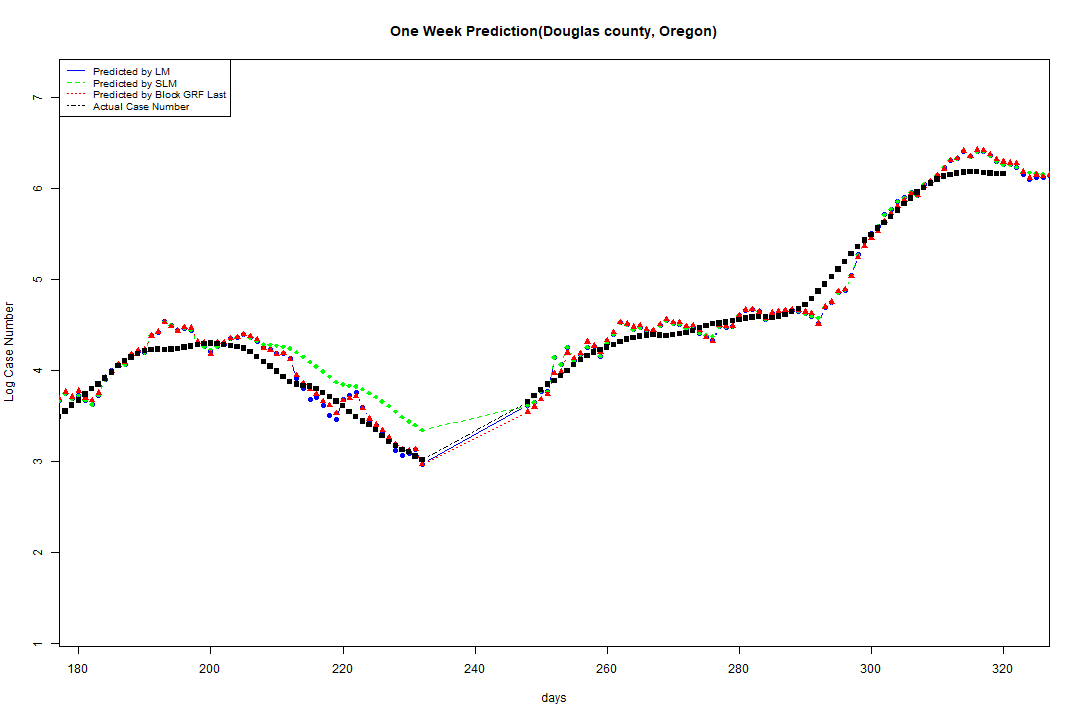 One Week Prediction(Douglas county, Oregon)
Predicted by LM
Predicted by SLM
Predicted by Block GRF Last
Actual Case Number
7
6
5
4
3
2
1
Log Case Number
180 200 220 240 260 280 300 320
days